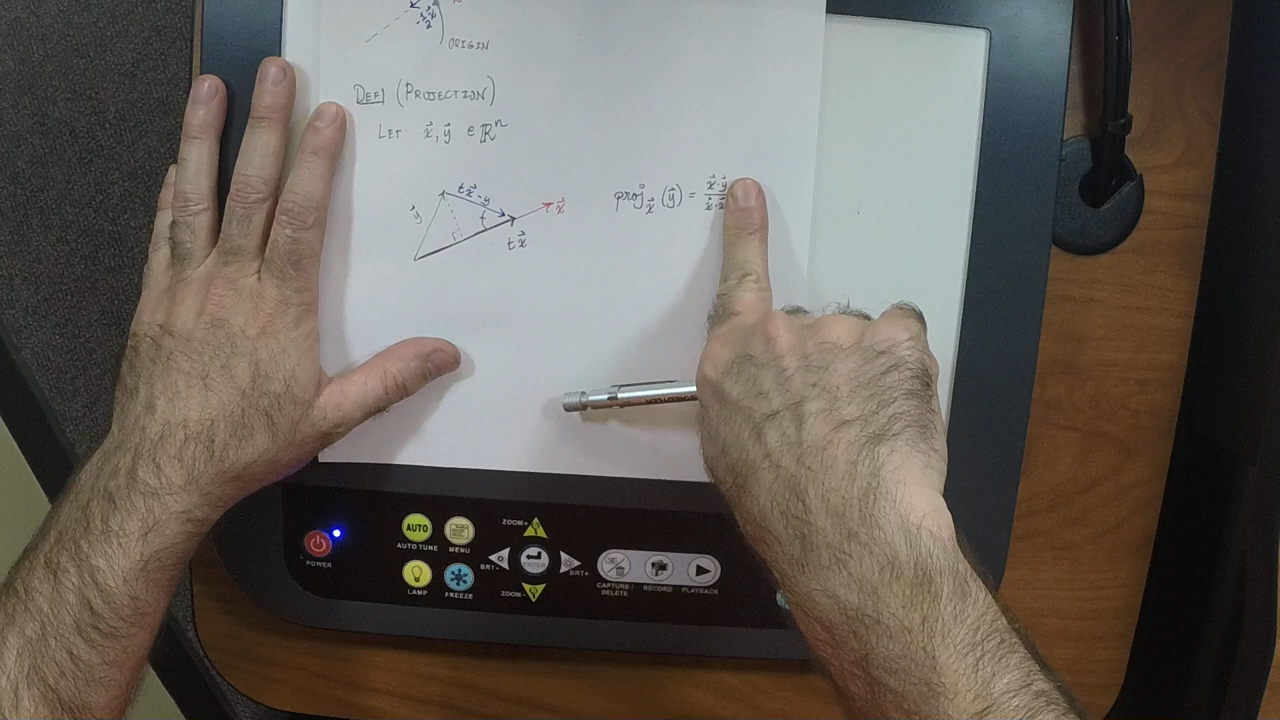 ORIGIN
DEF (PROJECTION)
LET x⃗, y⃗ ∈ ℝⁿ
tx⃗-y
x⃗
y⃗
t
tx⃗
proj_x⃗ (y⃗) = x⃗·y⃗ / x⃗·x⃗
POWER
AUTO
AUTO TUNE
MENU
LAMP
FREEZE
ZOOM+
BRT-
ENTER
BRT+
ZOOM-
CAPTURE / DELETE
RECORD
PLAYBACK